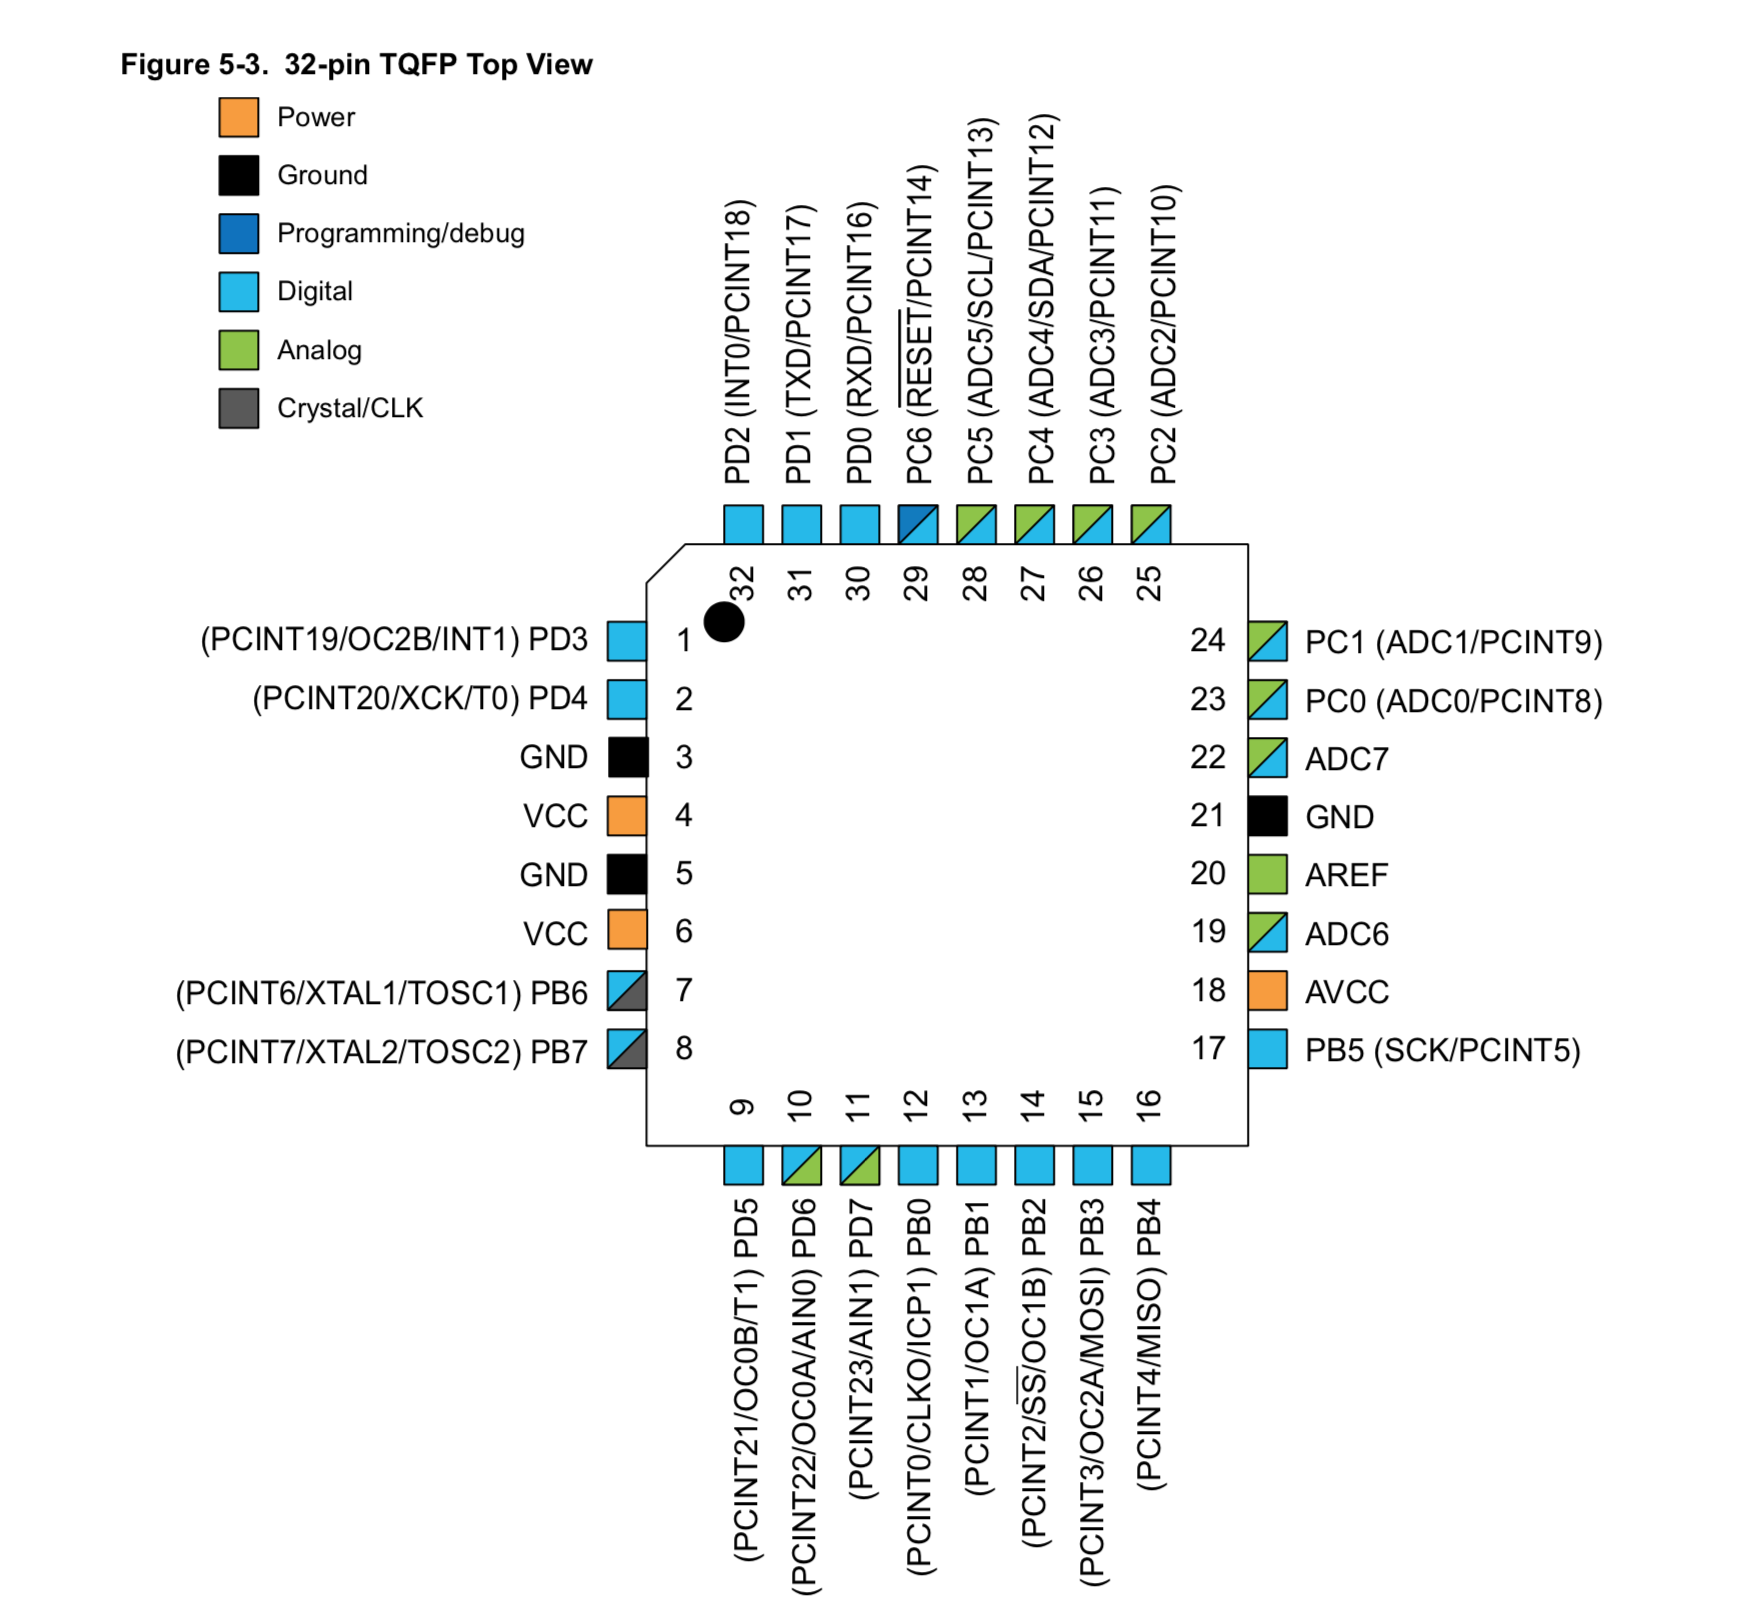 Figure 5-3. 32-pin TQFP Top View
Power
Ground
Programming/debug
Digital
Analog
Crystal/CLK
PD2 (INT0/PCINT18)
PD1 (TXD/PCINT17)
PD0 (RXD/PCINT16)
PC6 (RESET/PCINT14)
PC5 (ADC5/SCL/PCINT13)
PC4 (ADC4/SDA/PCINT12)
PC3 (ADC3/PCINT11)
PC2 (ADC2/PCINT10)
32
31
30
29
28
27
26
25
(PCINT19/OC2B/INT1) PD3
1
(PCINT20/XCK/T0) PD4
2
GND
3
VCC
4
GND
5
VCC
6
(PCINT6/XTAL1/TOSC1) PB6
7
(PCINT7/XTAL2/TOSC2) PB7
8
24
PC1 (ADC1/PCINT9)
23
PC0 (ADC0/PCINT8)
22
ADC7
21
GND
20
AREF
19
ADC6
18
AVCC
17
PB5 (SCK/PCINT5)
9
10
11
12
13
14
15
16
(PCINT21/OC0B/T1) PD5
(PCINT22/OC0A/AIN0) PD6
(PCINT23/AIN1) PD7
(PCINT0/CLKO/ICP1) PB0
(PCINT1/OC1A) PB1
(PCINT2/SS/OC1B) PB2
(PCINT3/OC2A/MOSI) PB3
(PCINT4/MISO) PB4